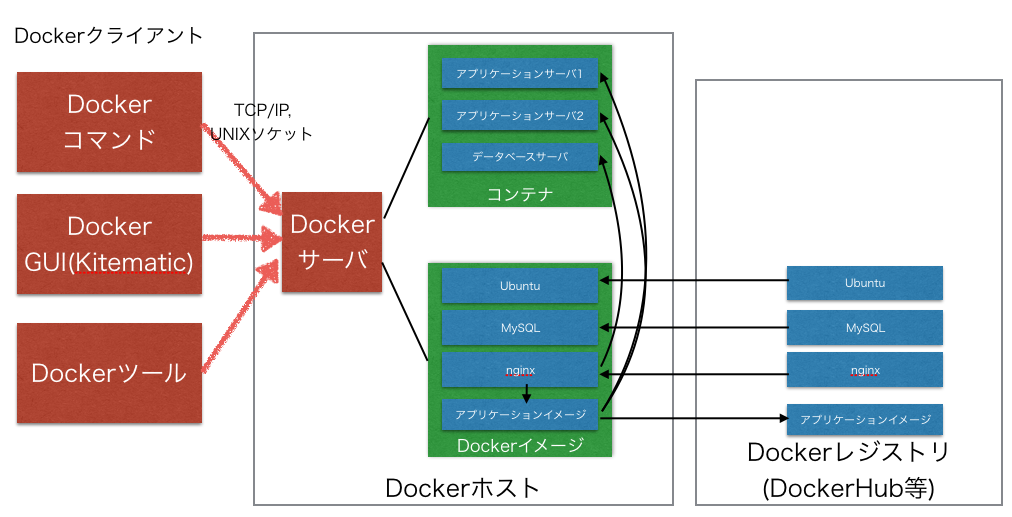 Dockerクライアント
Docker
コマンド
Docker
GUI(Kitematic)
Dockerツール
TCP/IP,
UNIXソケット
Docker
サーバ
アプリケーションサーバ1
アプリケーションサーバ2
データベースサーバ
コンテナ
Ubuntu
MySQL
nginx
アプリケーションイメージ
Dockerイメージ
Dockerホスト
Ubuntu
MySQL
nginx
アプリケーションイメージ
Dockerレジストリ
(DockerHub等)